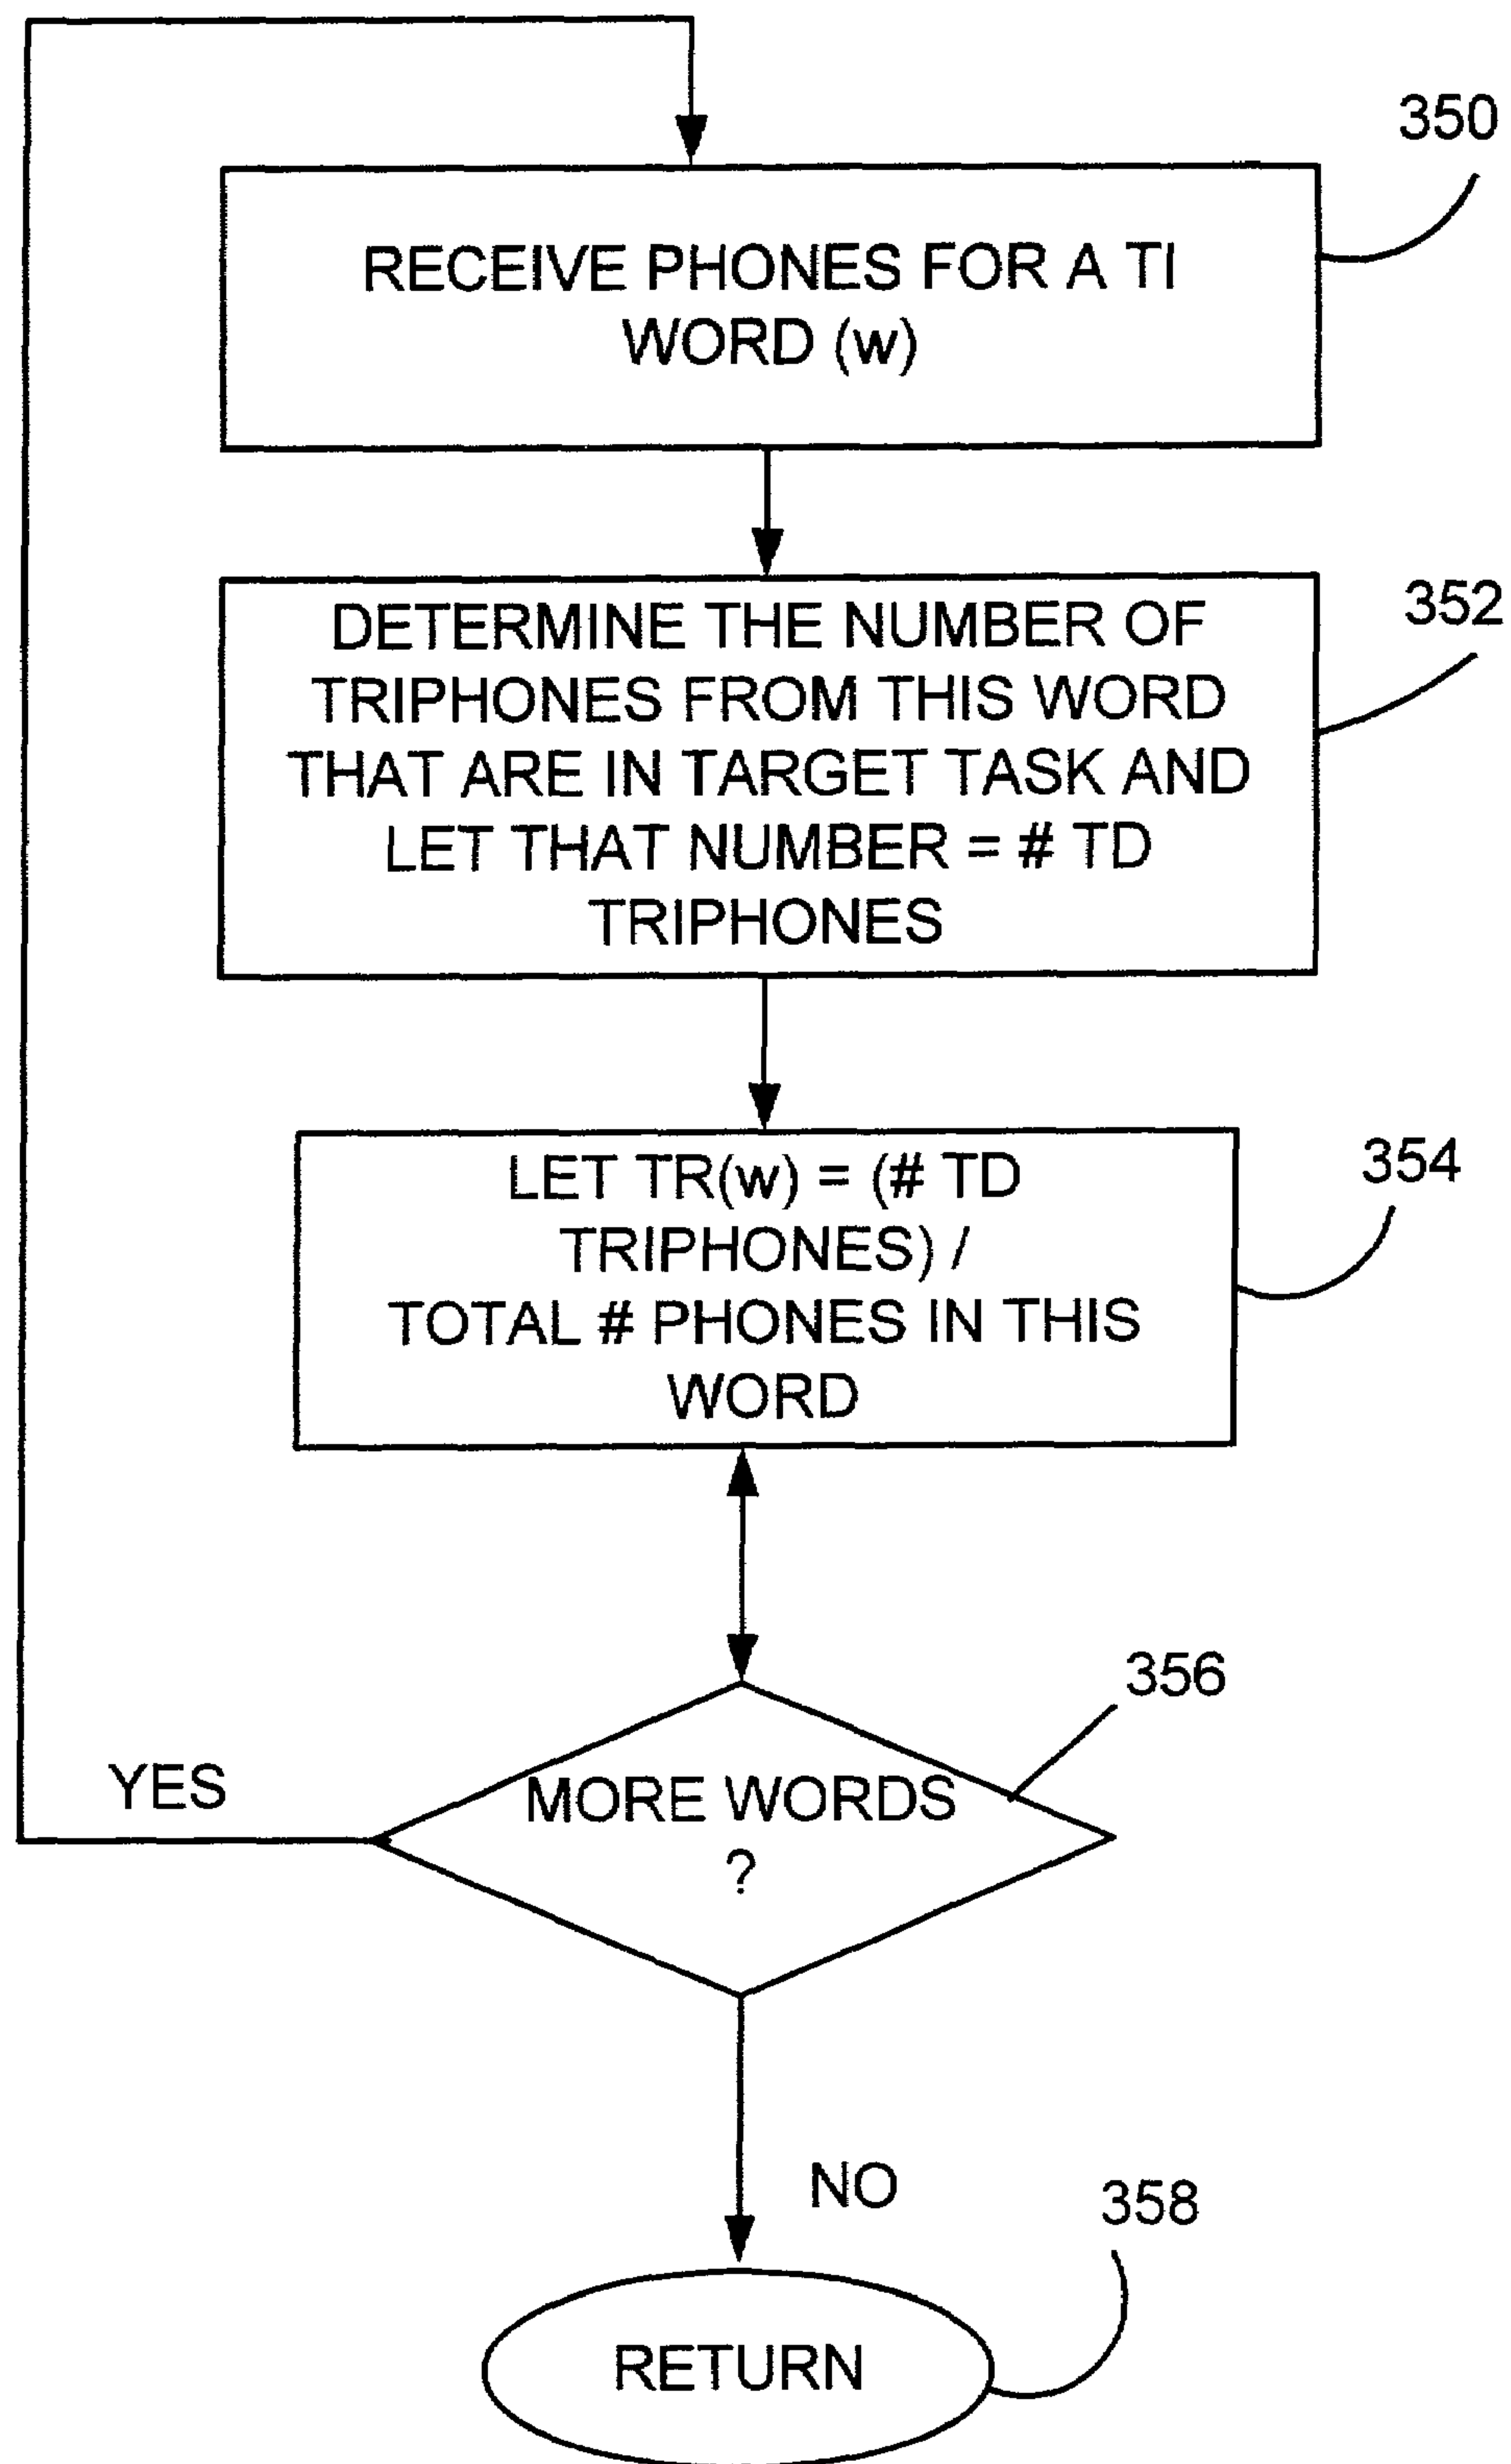 350
RECEIVE PHONES FOR A TI
WORD (w)
352
DETERMINE THE NUMBER OF
TRIPHONES FROM THIS WORD
THAT ARE IN TARGET TASK AND
LET THAT NUMBER = # TD
TRIPHONES
354
LET TR(w) = (# TD
TRIPHONES) /
TOTAL # PHONES IN THIS
WORD
356
YES
MORE WORDS
?
NO
358
RETURN